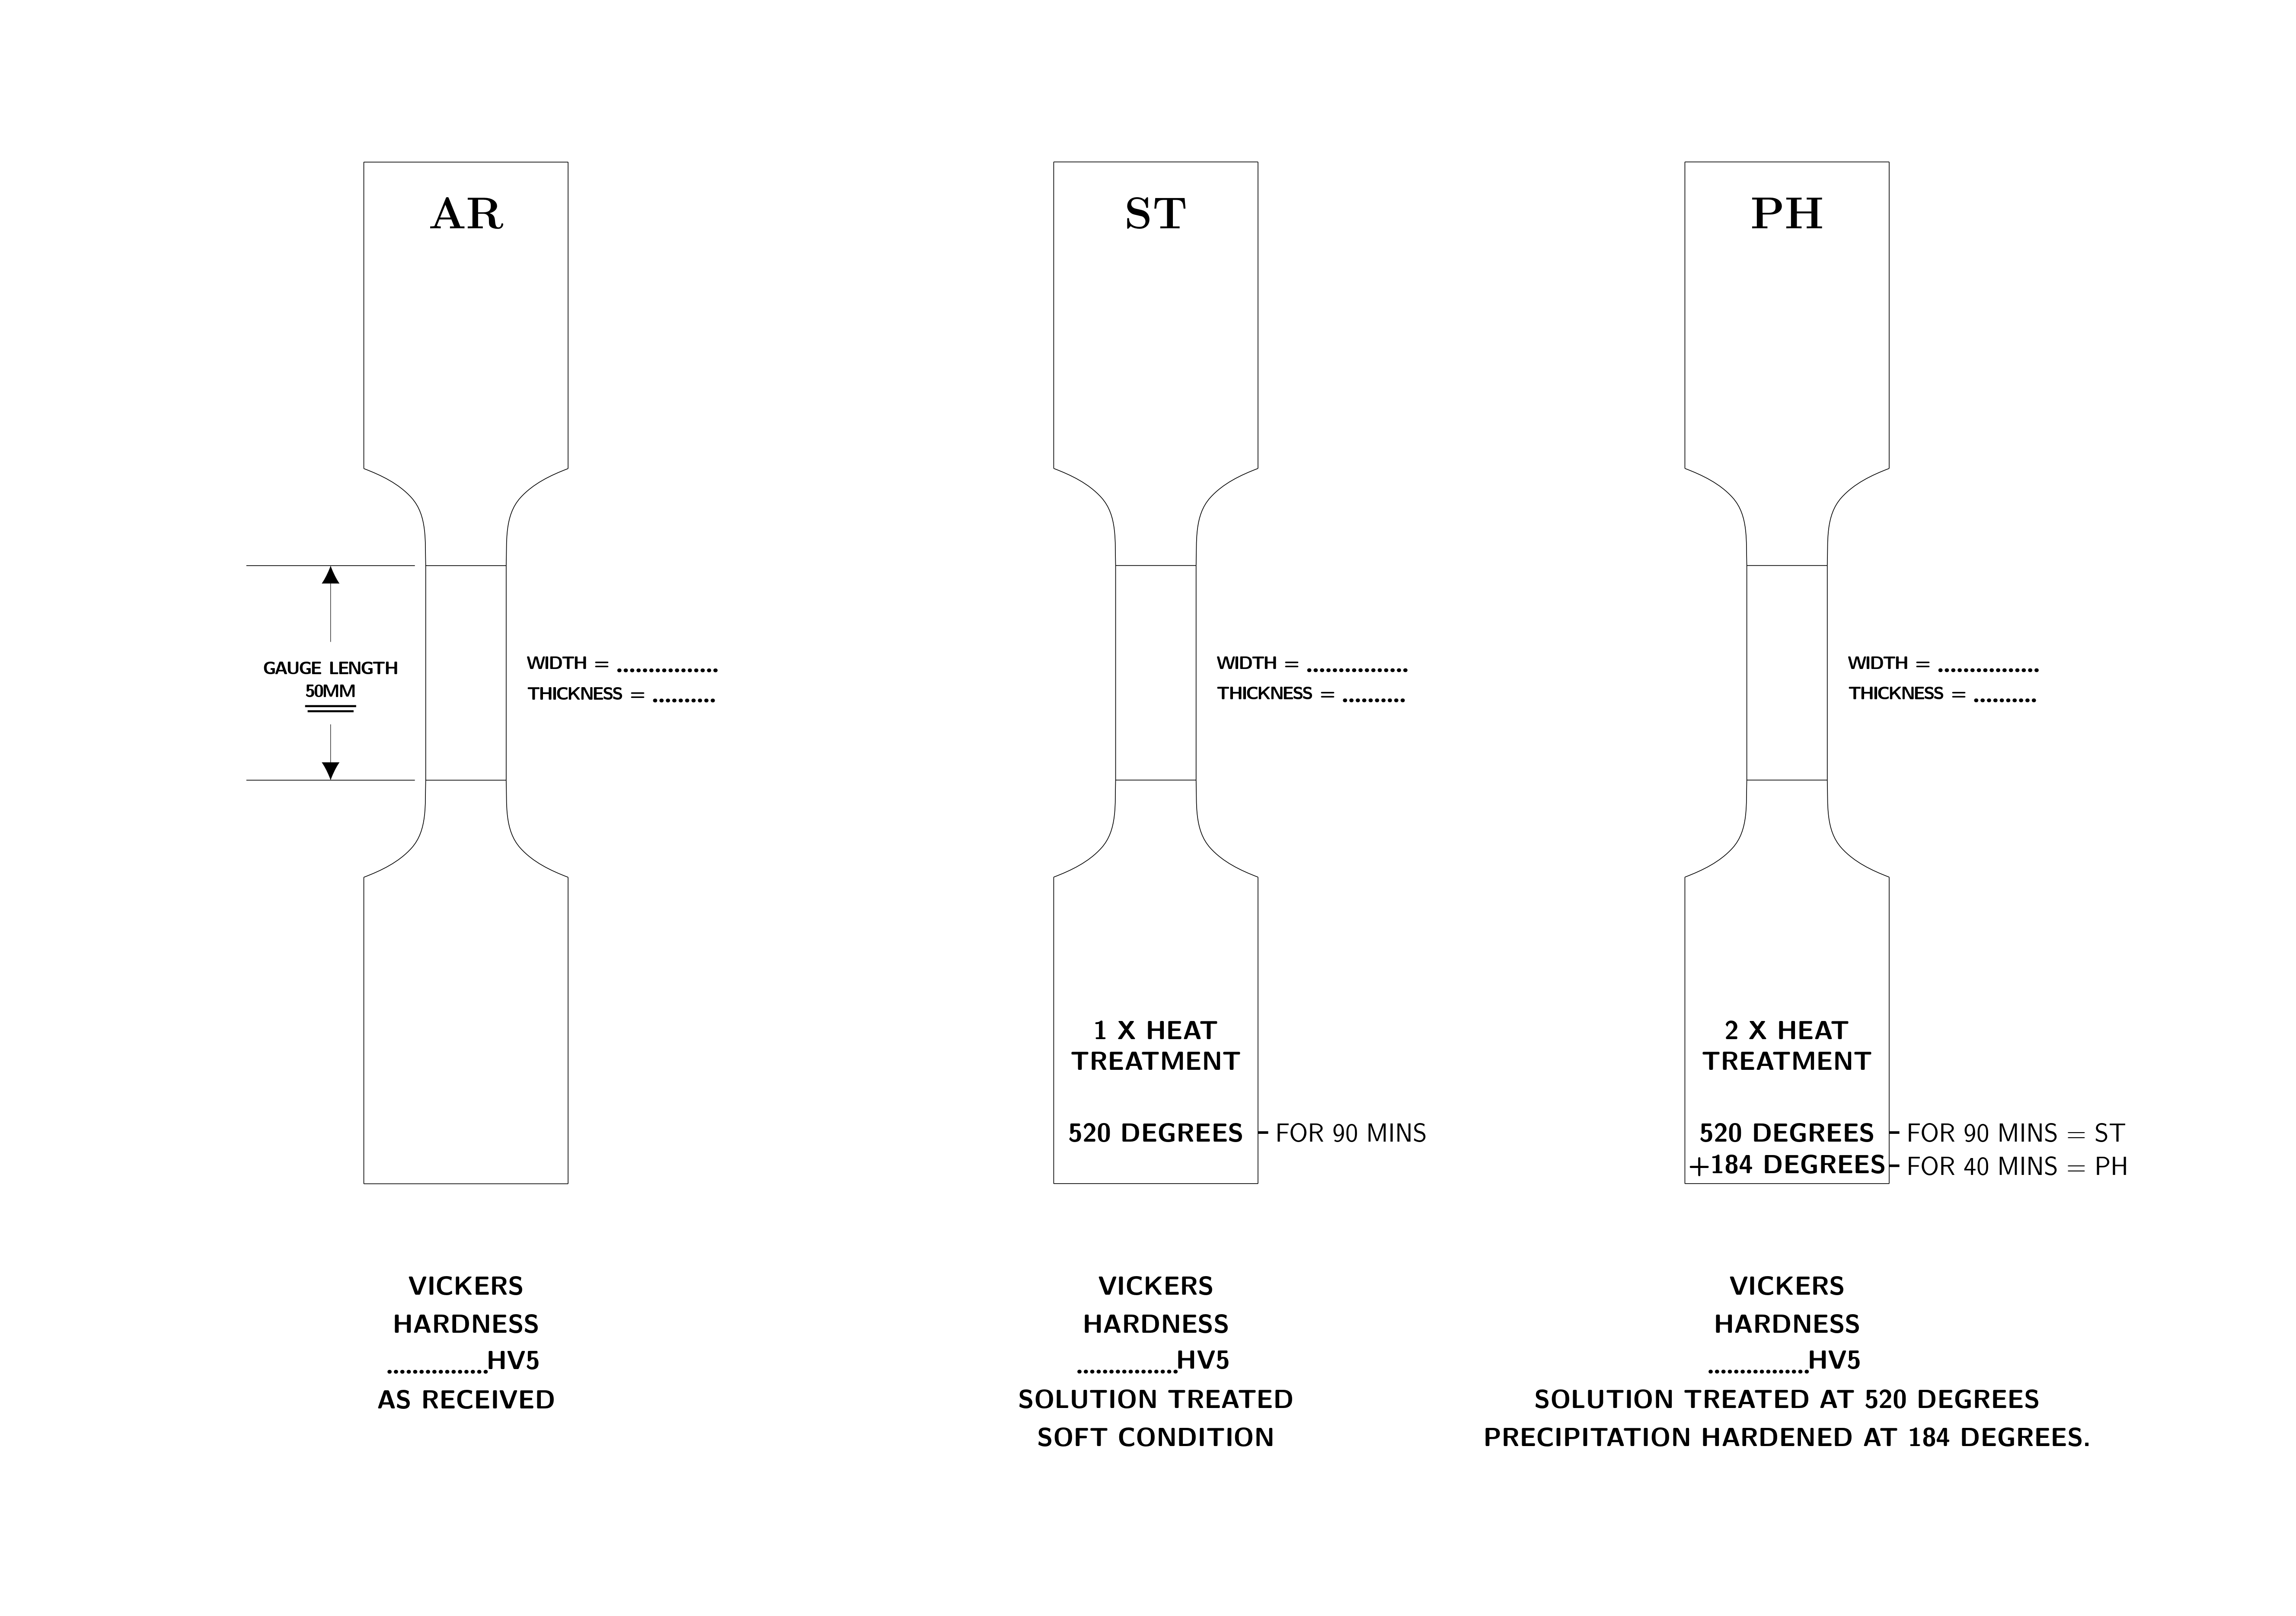 AR
ST
PH
GAUGE LENGTH
50MM
WIDTH = ................
THICKNESS = ..........
WIDTH = ................
THICKNESS = ..........
WIDTH = ................
THICKNESS = ..........
1 X HEAT
TREATMENT
520 DEGREES - FOR 90 MINS
2 X HEAT
TREATMENT
520 DEGREES - FOR 90 MINS = ST
+184 DEGREES - FOR 40 MINS = PH
VICKERS
HARDNESS
................HV5
AS RECEIVED
VICKERS
HARDNESS
................HV5
SOLUTION TREATED
SOFT CONDITION
VICKERS
HARDNESS
................HV5
SOLUTION TREATED AT 520 DEGREES
PRECIPITATION HARDENED AT 184 DEGREES.